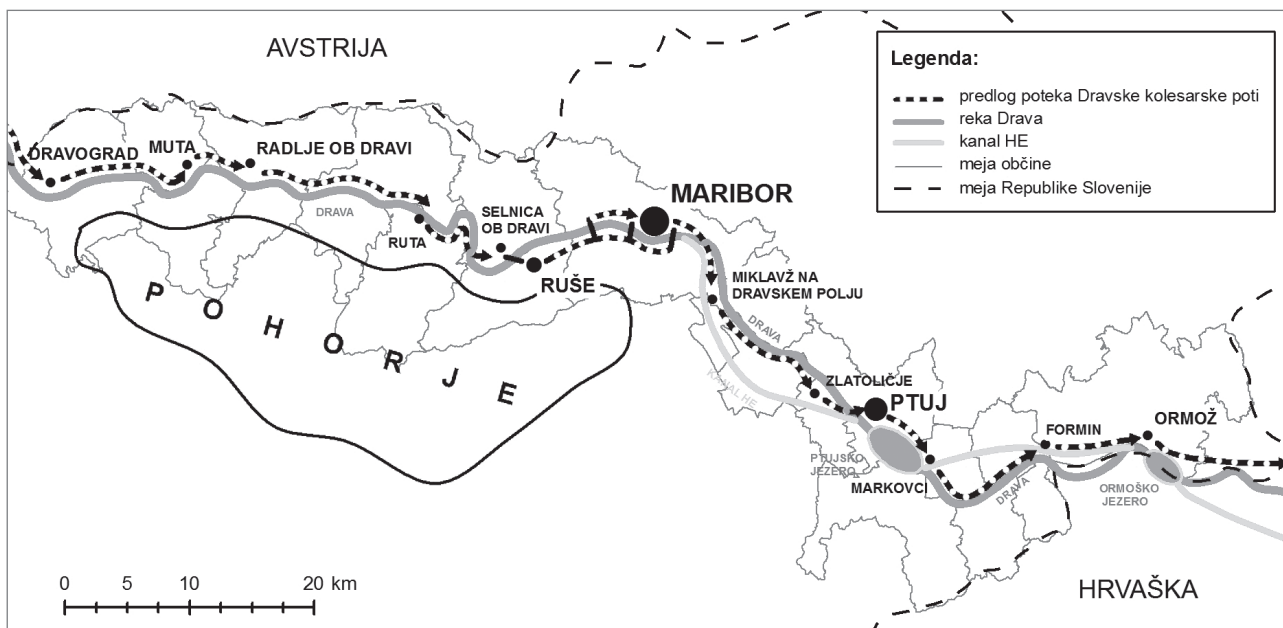 AVSTRIJA
Legenda:
predlog poteka Dravske kolesarske poti
reka Drava
kanal HE
meja občine
meja Republike Slovenije
DRAVOGRAD
MUTA
RADLJE OB DRAVI
DRAVA
RUTA
SELNICA
OB DRAVI
RUŠE
MARIBOR
POHORJE
MIKLAVŽ NA
DRAVSKEM POLJU
DRAVA
KANAL HE
ZLATOLIČJE
PTUJ
PTUJSKO
JEZERO
MARKOVCI
DRAVA
FORMIN
ORMOŽ
ORMOŠKO
JEZERO
HRVAŠKA
0 5 10 20 km